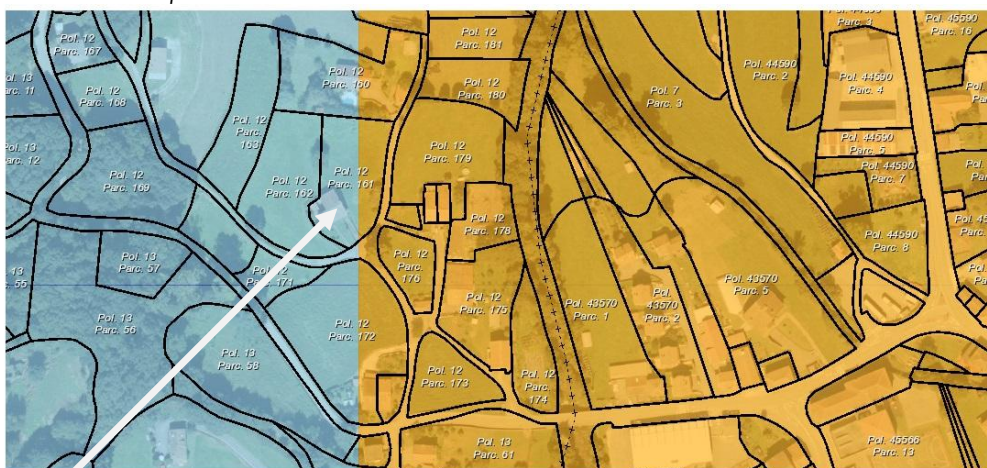 Pol. 12
Parc. 167
Pol. 13
Parc. 11
Pol. 12
Parc. 168
Pol. 12
Parc.
163
Pol. 12
Parc. 160
Pol. 12
Parc. 181
Pol. 12
Parc. 180
Pol. 7
Parc. 3
Pol. 44590
Parc. 2
Parc. 3
Pol. 45590
Parc. 16
Pol. 44590
Parc. 4
Pol. 44590
Parc. 5
Pol. 44590
Parc. 7
Pol. 13
Parc. 12
Pol. 12
Parc. 169
Pol. 12
Parc. 162
Pol. 12
Parc. 161
Pol. 12
Parc. 179
Pol. 12
Parc. 178
Pol. 44590
Parc. 8
Pol. 13
Parc. 57
Pol. 12
Parc. 171
Pol. 12
Parc.
176
Pol. 13
55
Pol. 13
Parc. 56
Pol. 12
Parc. 172
Pol. 12
Parc. 175
Pol. 43570
Parc. 1
Pol.
43570
Parc. 2
Pol. 43570
Parc. 5
Pol. 13
Parc. 58
Pol. 12
Parc. 173
Pol. 12
Parc.
174
Pol. 13
Parc. 61
Pol. 45566
Parc. 13